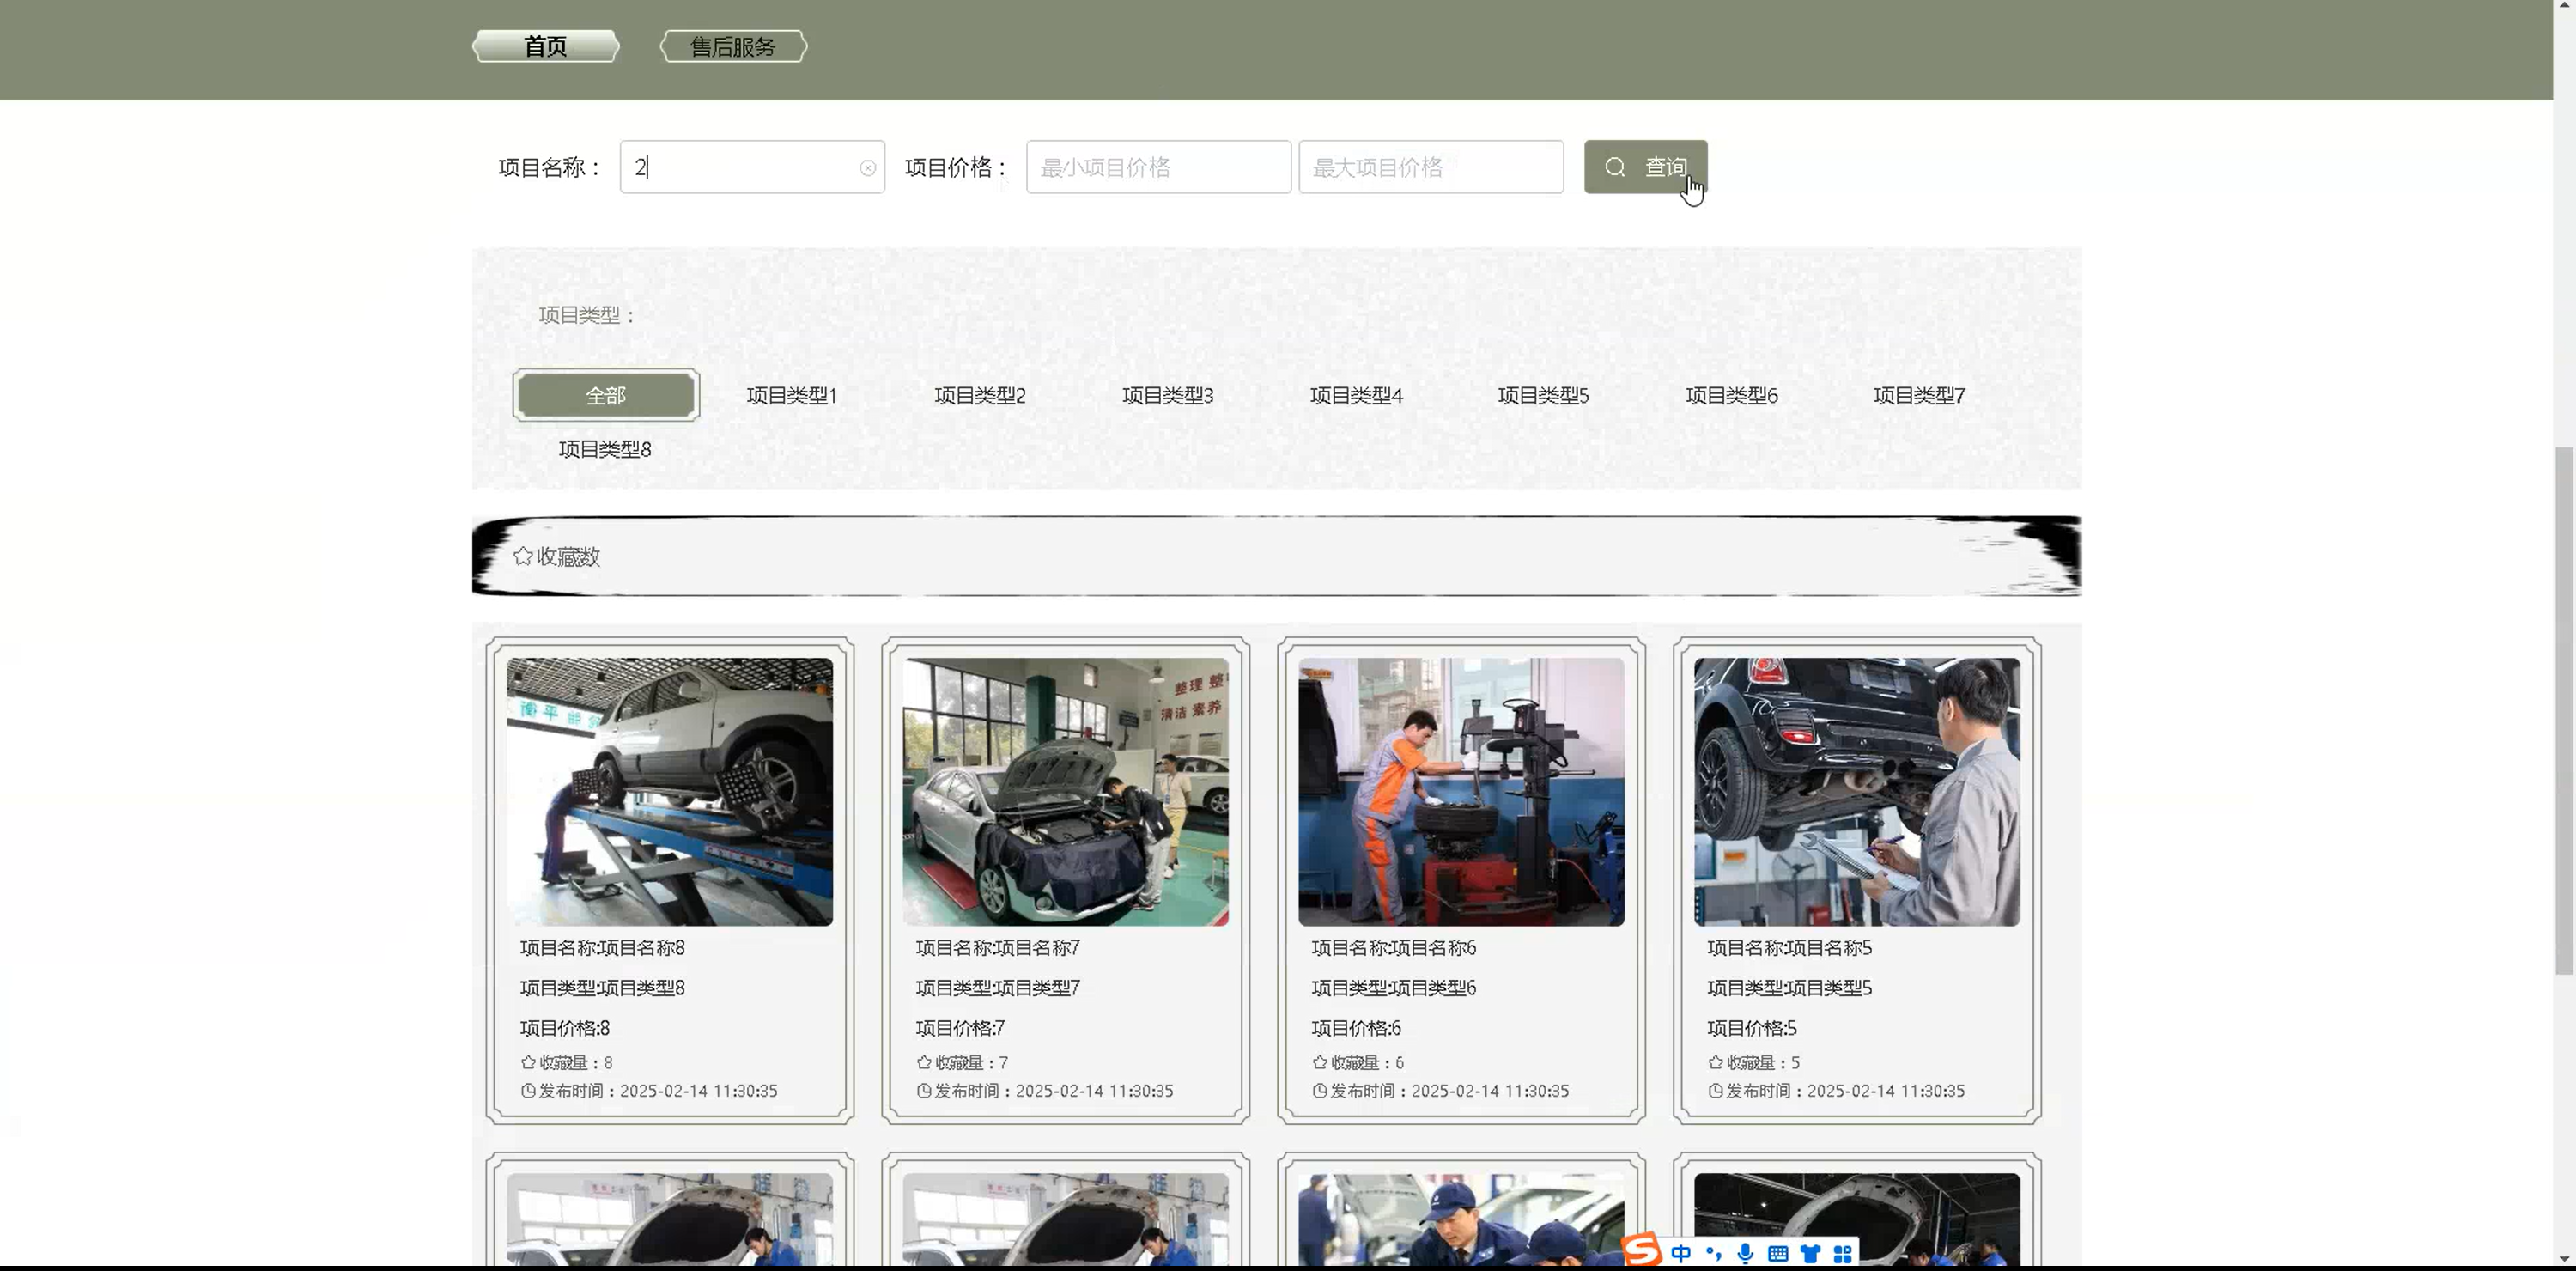 首页 售后服务
项目名称： 2 项目价格： 最小项目价格 最大项目价格 查询
项目类型：
全部 项目类型1 项目类型2 项目类型3 项目类型4 项目类型5 项目类型6 项目类型7
项目类型8
收藏数
整理 整
清洁 素养
项目名称:项目名称8 项目名称:项目名称7 项目名称:项目名称6 项目名称:项目名称5
项目类型:项目类型8 项目类型:项目类型7 项目类型:项目类型6 项目类型:项目类型5
项目价格:8 项目价格:7 项目价格:6 项目价格:5
收藏量：8 收藏量：7 收藏量：6 收藏量：5
发布时间：2025-02-14 11:30:35 发布时间：2025-02-14 11:30:35 发布时间：2025-02-14 11:30:35 发布时间：2025-02-14 11:30:35
中